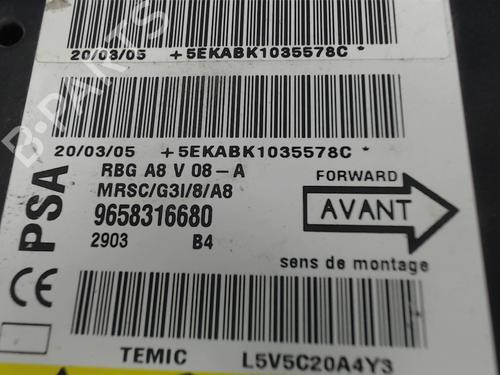 20/03/05 +5EKABK1035578C *
20/03/05 +5EKABK1035578C *
RBG A8 V 08-A
MRSC/G3I/8/A8
FORWARD
PSA
9658316680
AVANT
2903 B4
CE
sens de montage
TEMIC L5V5C20A4Y3
B-PARTS